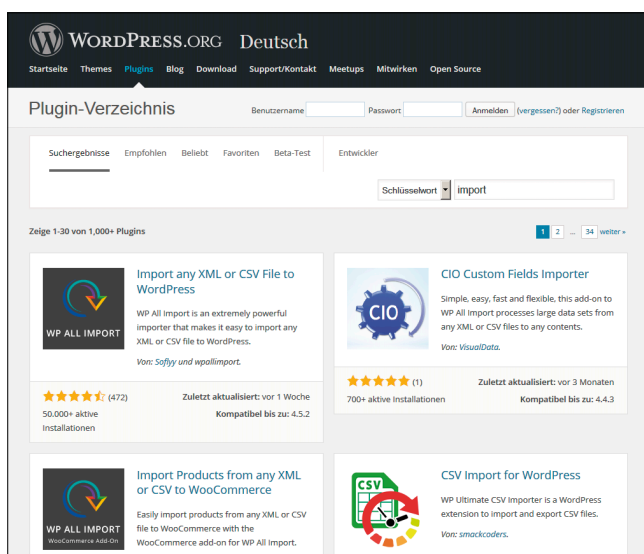 WORDPRESS.ORG Deutsch
Startseite Themes Plugins Blog Download Support/Kontakt Meetups Mitwirken Open Source
Plugin-Verzeichnis
Benutzername Passwort Anmelden (vergessen?) oder Registrieren
Suchergebnisse Empfohlen Beliebt Favoriten Beta-Test Entwickler
Schlüsselwort import
Zeige 1-30 von 1,000+ Plugins
1 2 ... 34 weiter »
WP ALL IMPORT
Import any XML or CSV File to
WordPress
WP All Import is an extremely powerful
importer that makes it easy to import any
XML or CSV file to WordPress.
Von: Soflyy und wpallimport.
(472)
50.000+ aktive
Installationen
Zuletzt aktualisiert: vor 1 Woche
Kompatibel bis zu: 4.5.2
CIO
CIO Custom Fields Importer
Simple, easy, fast and flexible, this add-on to
WP All Import processes large data sets from
any XML or CSV files to any contents.
Von: VisualData.
(1)
700+ aktive Installationen
Zuletzt aktualisiert: vor 3 Monaten
Kompatibel bis zu: 4.4.3
WP ALL IMPORT
WooCommerce Add-On
Import Products from any XML
or CSV to WooCommerce
Easily import products from any XML or CSV
file to WooCommerce with the
WooCommerce add-on for WP All Import.
CSV
CSV Import for WordPress
WP Ultimate CSV Importer is a WordPress
extension to import and export CSV files.
Von: smackcoders.